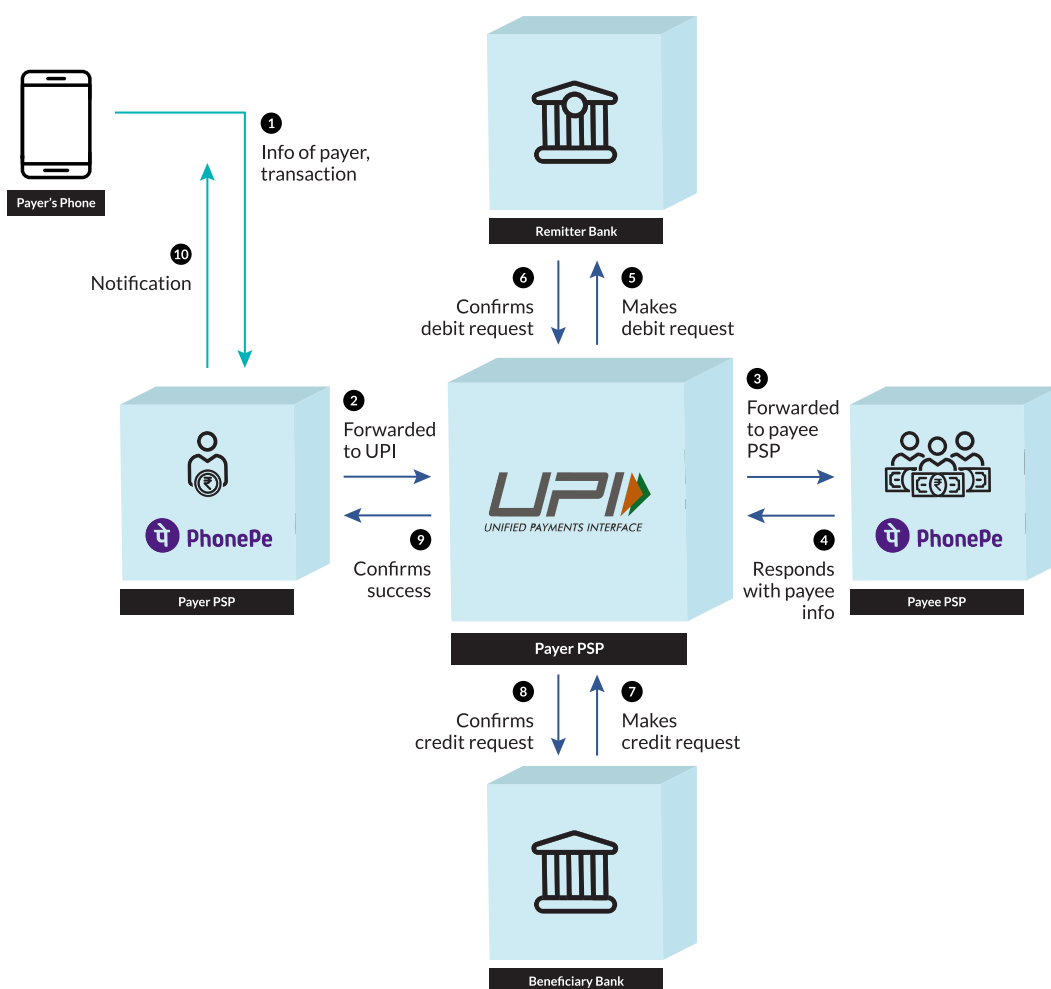 Payer's Phone
1
Info of payer,
transaction
10
Notification
Remitter Bank
6
Confirms
debit request
5
Makes
debit request
2
Forwarded
to UPI
3
Forwarded
to payee
PSP
₹
पे PhonePe
Payer PSP
9
Confirms
success
UPI
UNIFIED PAYMENTS INTERFACE
Payer PSP
₹
पे PhonePe
Payee PSP
4
Responds
with payee
info
8
Confirms
credit request
7
Makes
credit request
Beneficiary Bank